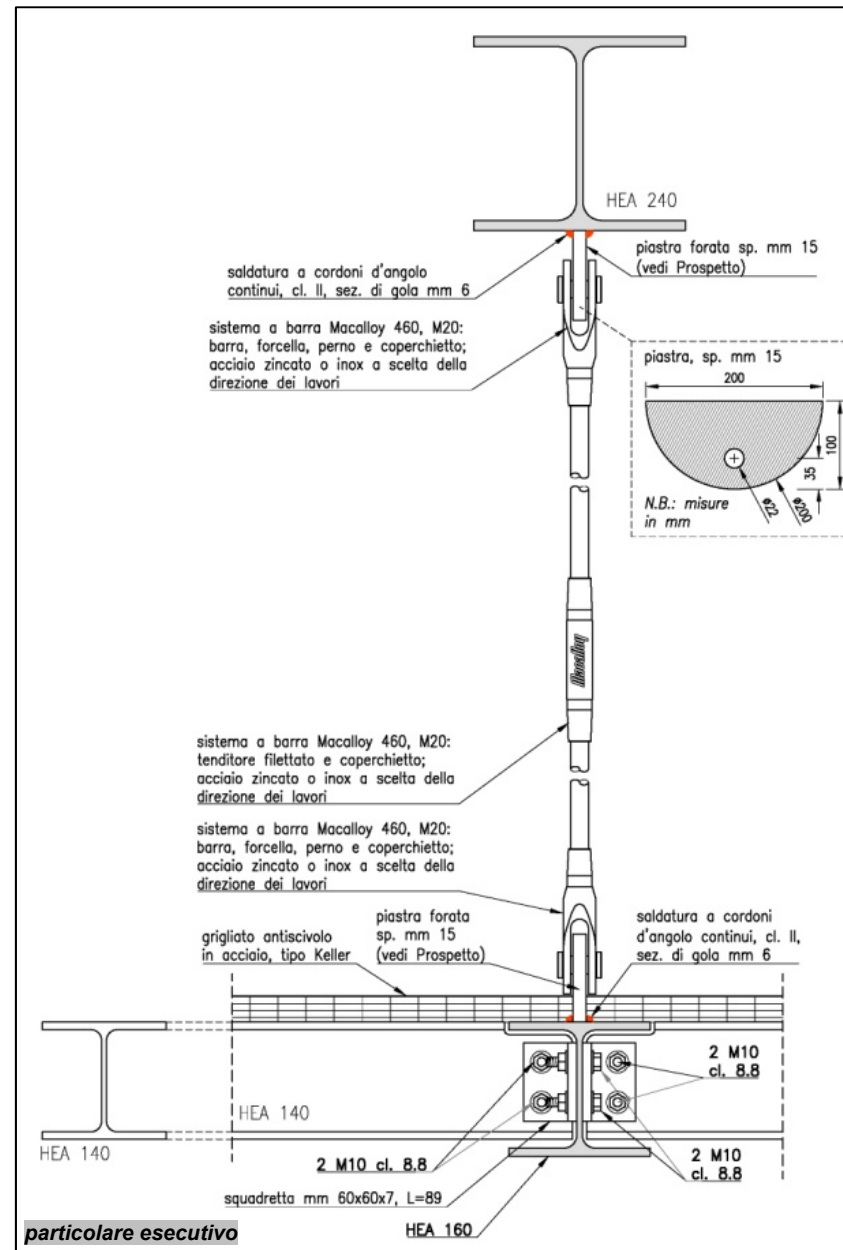 HEA 240
saldatura a cordoni d'angolo
continui, cl. II, sez. di gola mm 6
piastra forata sp. mm 15
(vedi Prospetto)
sistema a barra Macalloy 460, M20:
barra, forcella, perno e coperchietto;
acciaio zincato o inox a scelta della
direzione dei lavori
piastra, sp. mm 15
200
100
35
ø22
ø200
N.B.: misure
in mm
Macalloy
sistema a barra Macalloy 460, M20:
tenditore filettato e coperchietto;
acciaio zincato o inox a scelta della
direzione dei lavori
sistema a barra Macalloy 460, M20:
barra, forcella, perno e coperchietto;
acciaio zincato o inox a scelta della
direzione dei lavori
piastra forata
sp. mm 15
(vedi Prospetto)
saldatura a cordoni
d'angolo continui, cl. II,
sez. di gola mm 6
grigliato antiscivolo
in acciaio, tipo Keller
2 M10
cl. 8.8
HEA 140
HEA 140
2 M10 cl. 8.8
2 M10
cl. 8.8
squadretta mm 60x60x7, L=89
HEA 160
particolare esecutivo